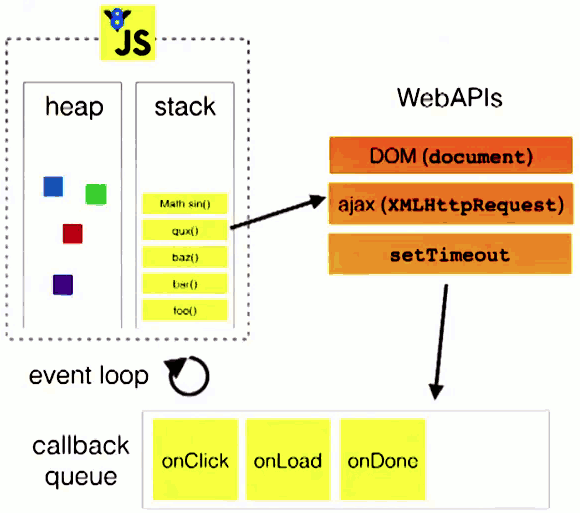 8
JS
heap
stack
WebAPIs
Math sin()
qux()
baz()
bar()
foo()
DOM (document)
ajax (XMLHttpRequest)
setTimeout
event loop
callback
queue
onClick
onLoad
onDone